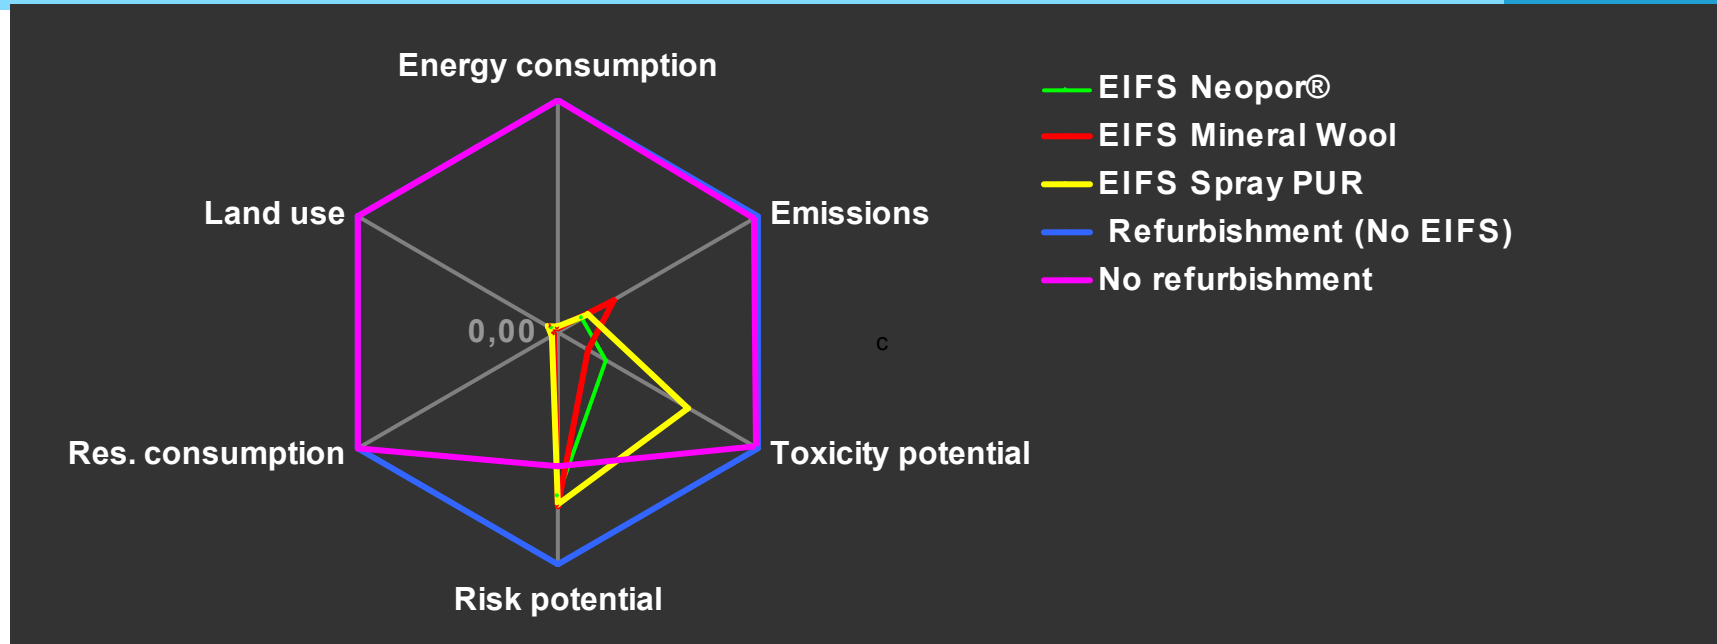 Energy consumption
EIFS Neopor®
EIFS Mineral Wool
EIFS Spray PUR
Refurbishment (No EIFS)
No refurbishment
Land use
Emissions
0,00
c
Res. consumption
Toxicity potential
Risk potential